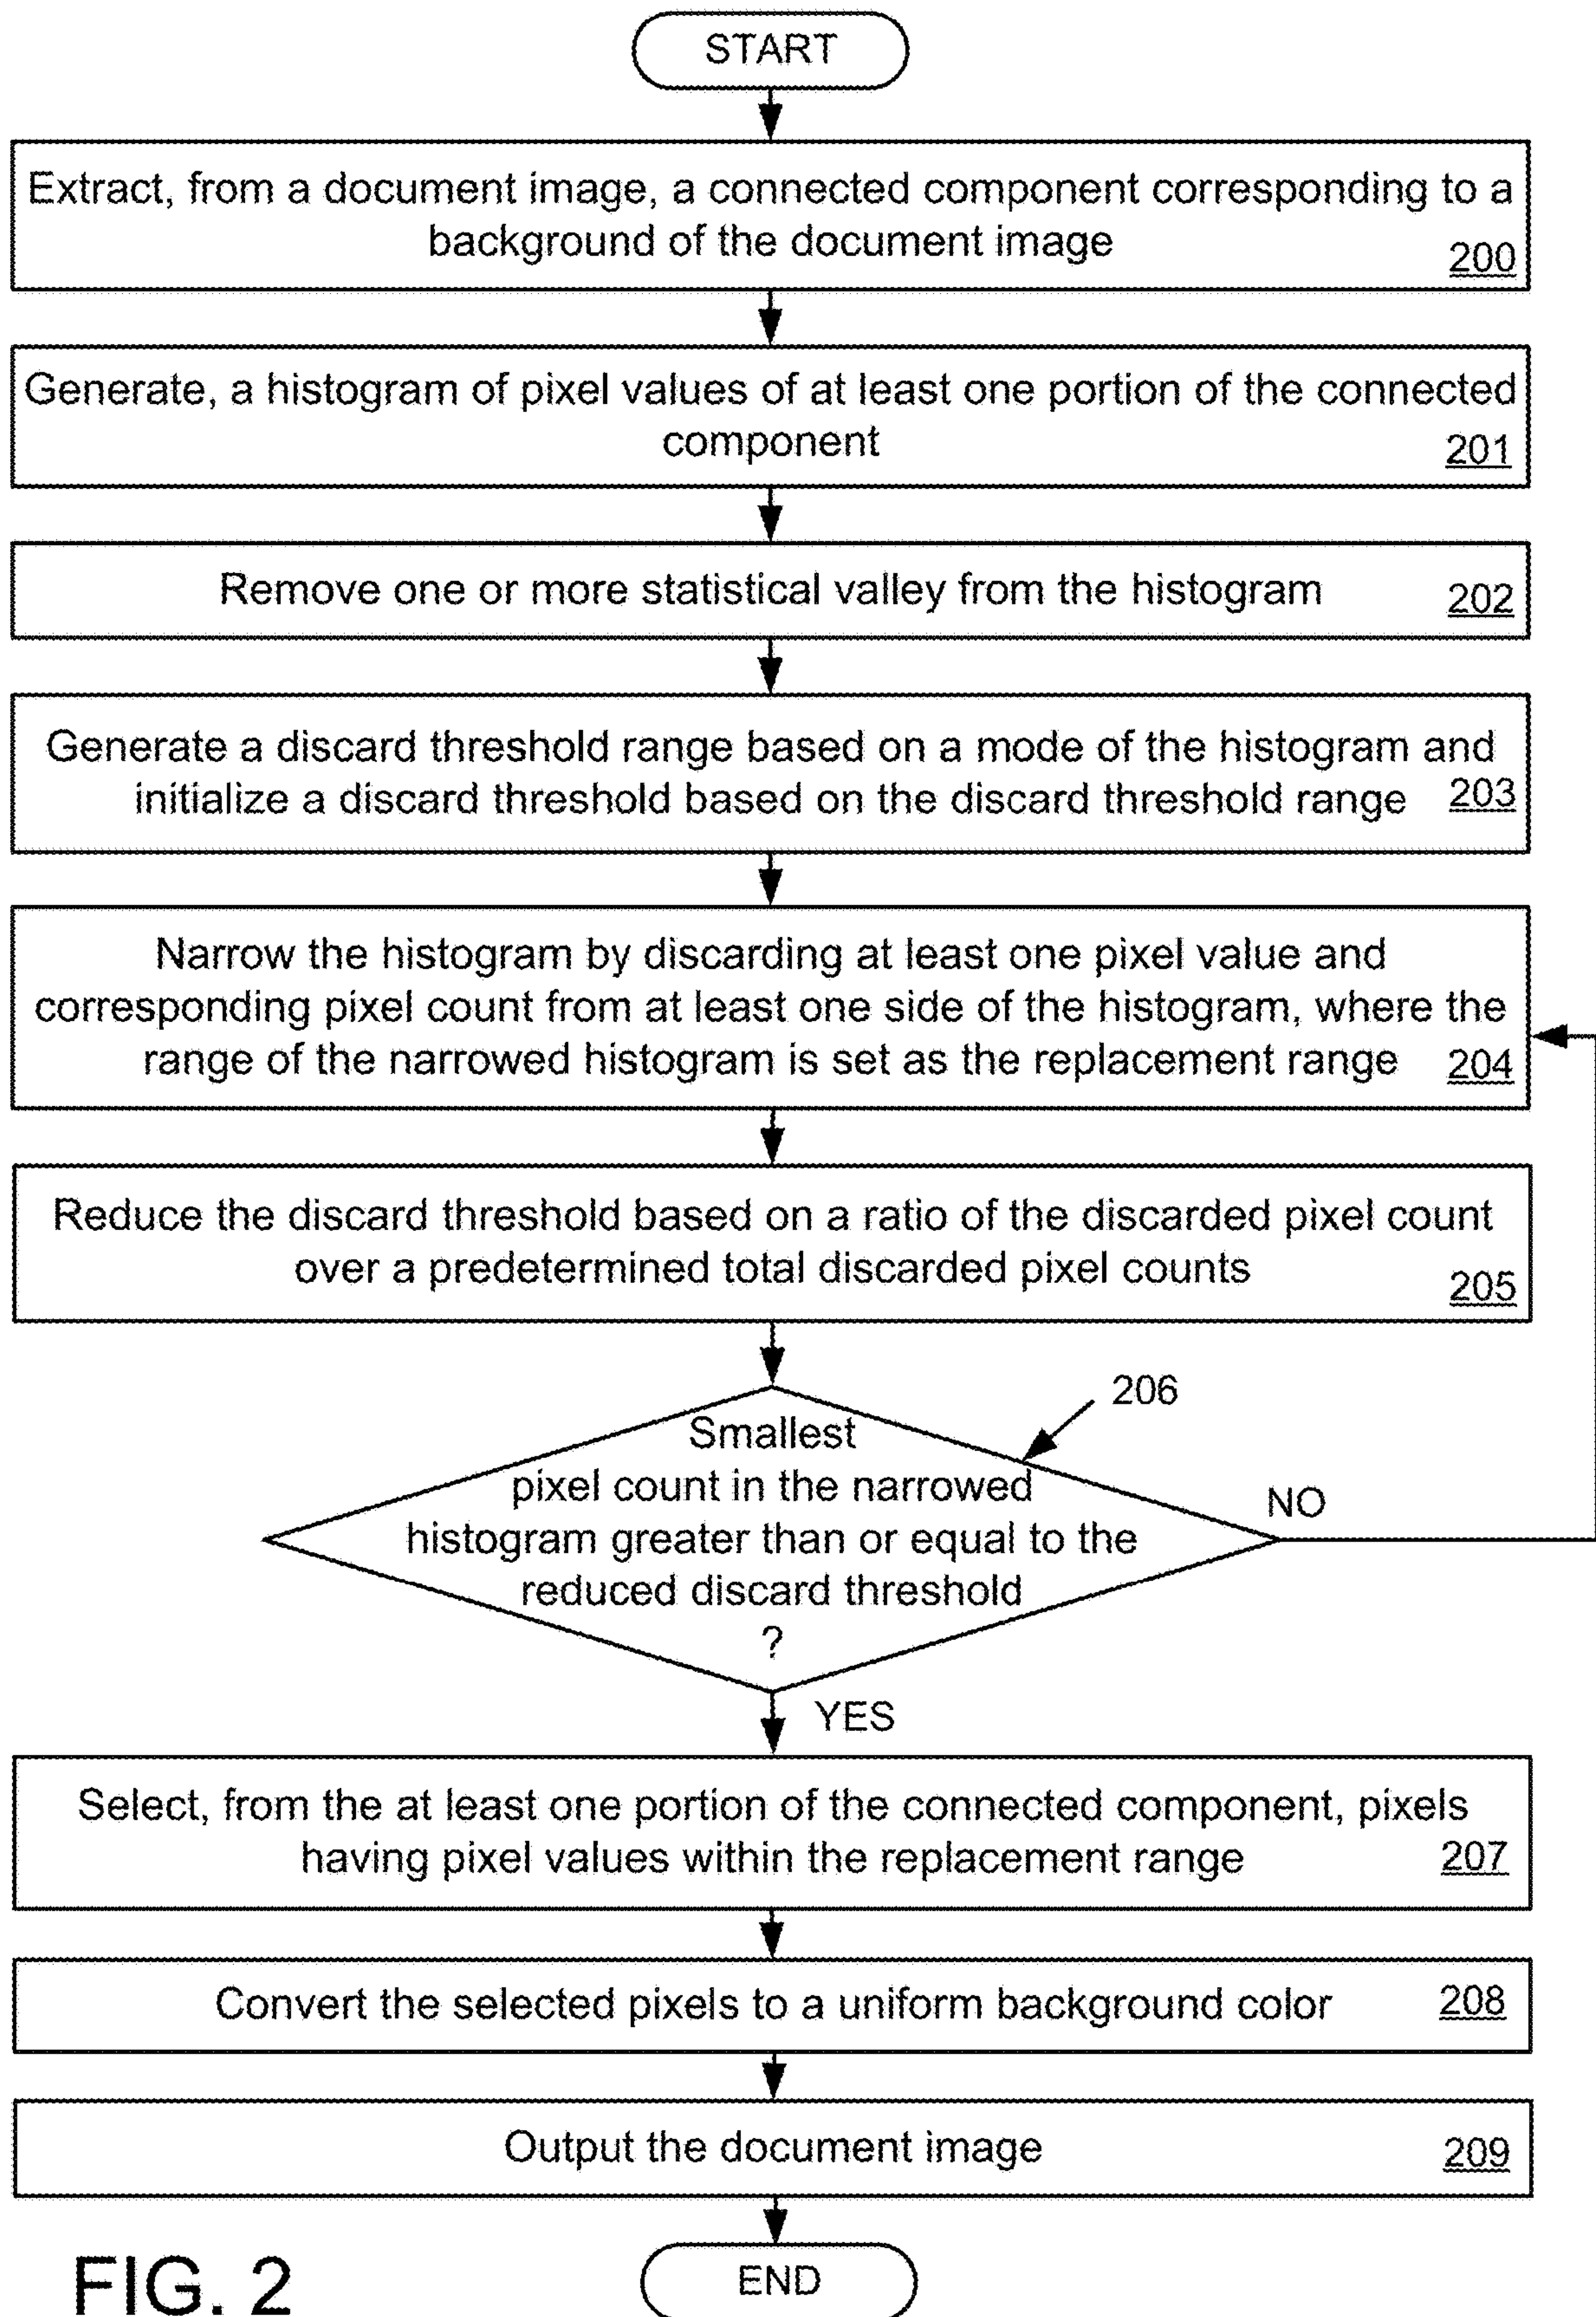 START
Extract, from a document image, a connected component corresponding to a
background of the document image
200
Generate, a histogram of pixel values of at least one portion of the connected
component
201
Remove one or more statistical valley from the histogram
202
Generate a discard threshold range based on a mode of the histogram and
initialize a discard threshold based on the discard threshold range
203
Narrow the histogram by discarding at least one pixel value and
corresponding pixel count from at least one side of the histogram, where the
range of the narrowed histogram is set as the replacement range
204
Reduce the discard threshold based on a ratio of the discarded pixel count
over a predetermined total discarded pixel counts
205
206
Smallest
pixel count in the narrowed
histogram greater than or equal to the
reduced discard threshold
?
NO
YES
Select, from the at least one portion of the connected component, pixels
having pixel values within the replacement range
207
Convert the selected pixels to a uniform background color
208
Output the document image
209
END
FIG. 2